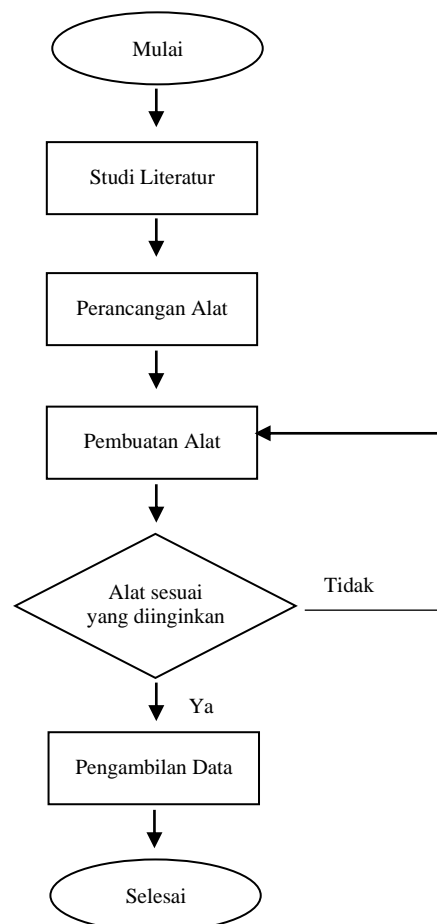 Mulai
Studi Literatur
Perancangan Alat
Pembuatan Alat
Alat sesuai
yang diinginkan
Tidak
Ya
Pengambilan Data
Selesai